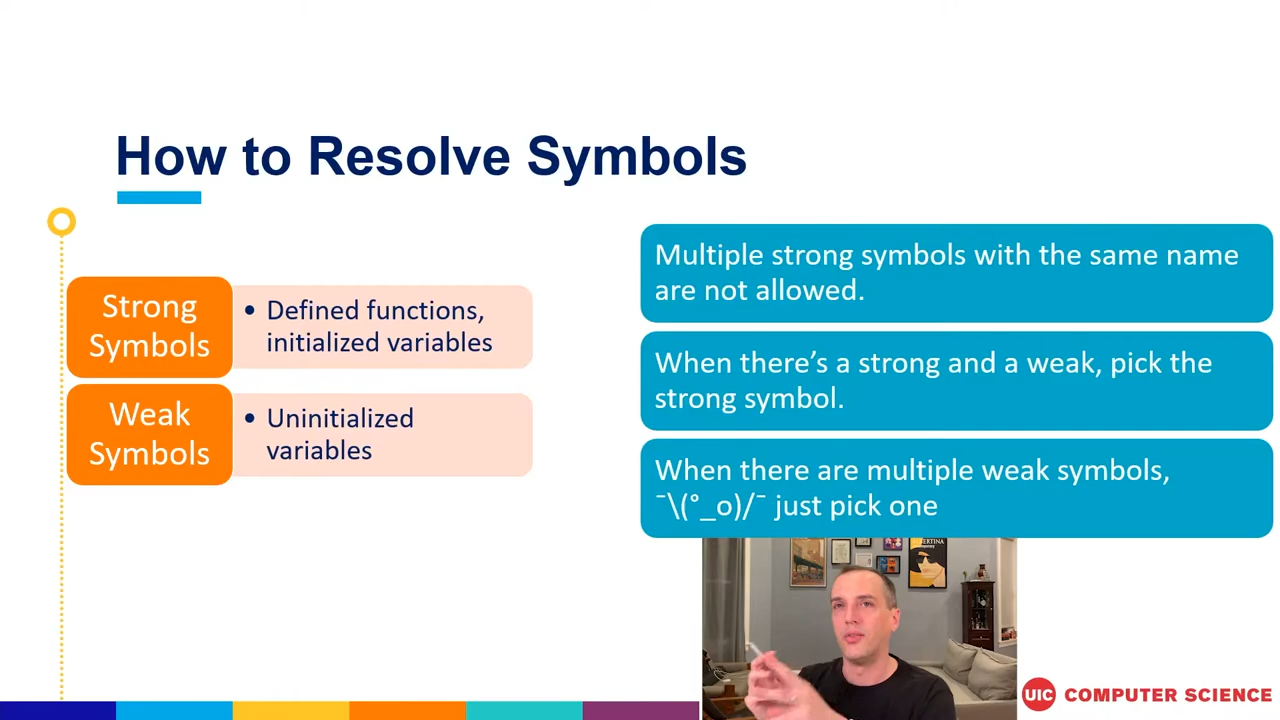 How to Resolve Symbols
Strong
Symbols
• Defined functions,
initialized variables
Weak
Symbols
• Uninitialized
variables
Multiple strong symbols with the same name
are not allowed.
When there’s a strong and a weak, pick the
strong symbol.
When there are multiple weak symbols,
¯\(°_o)/¯ just pick one
UIC COMPUTER SCIENCE